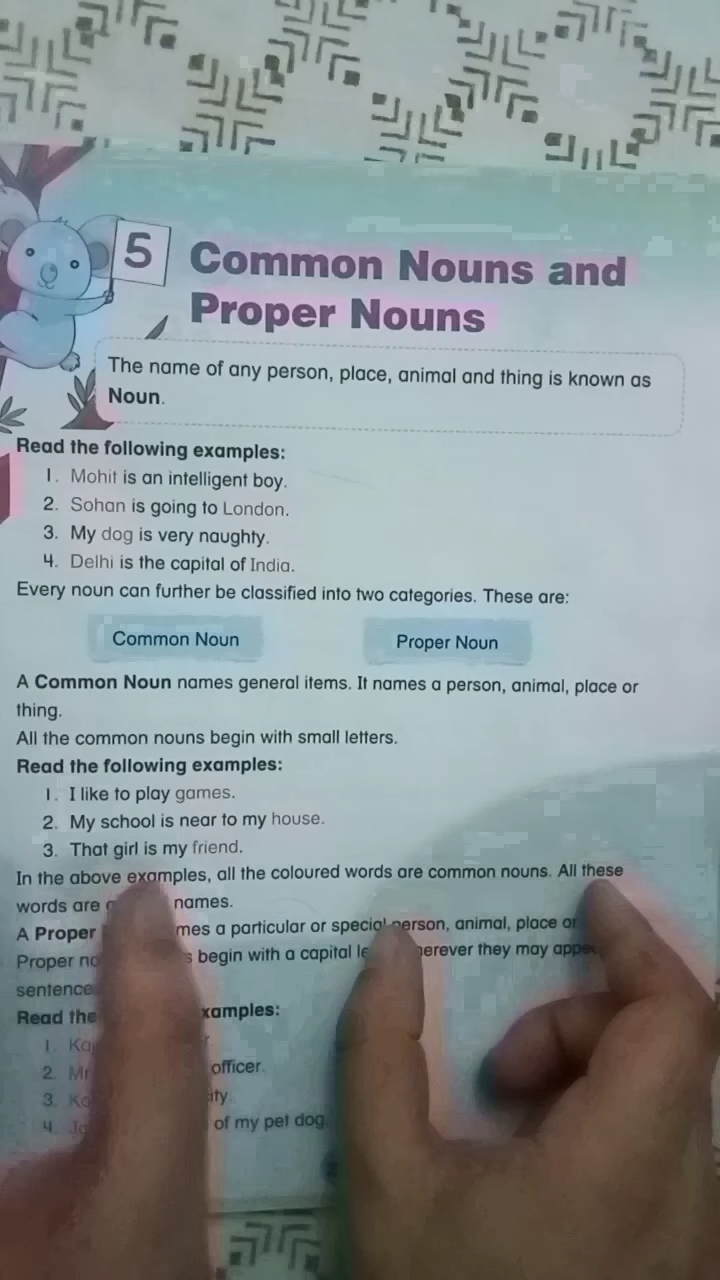 5 Common Nouns and
Proper Nouns
The name of any person, place, animal and thing is known as
Noun.
Read the following examples:
1. Mohit is an intelligent boy.
2. Sohan is going to London.
3. My dog is very naughty.
4. Delhi is the capital of India.
Every noun can further be classified into two categories. These are:
Common Noun Proper Noun
A Common Noun names general items. It names a person, animal, place or
thing.
All the common nouns begin with small letters.
Read the following examples:
1. I like to play games.
2. My school is near to my house.
3. That girl is my friend.
In the above examples, all the coloured words are common nouns. All these
words are names.
A Proper a particular or special person, animal, place or
Proper begin with a capital they may
sentence
Read the
1.
2. officer.
3.
4. of my pet dog.